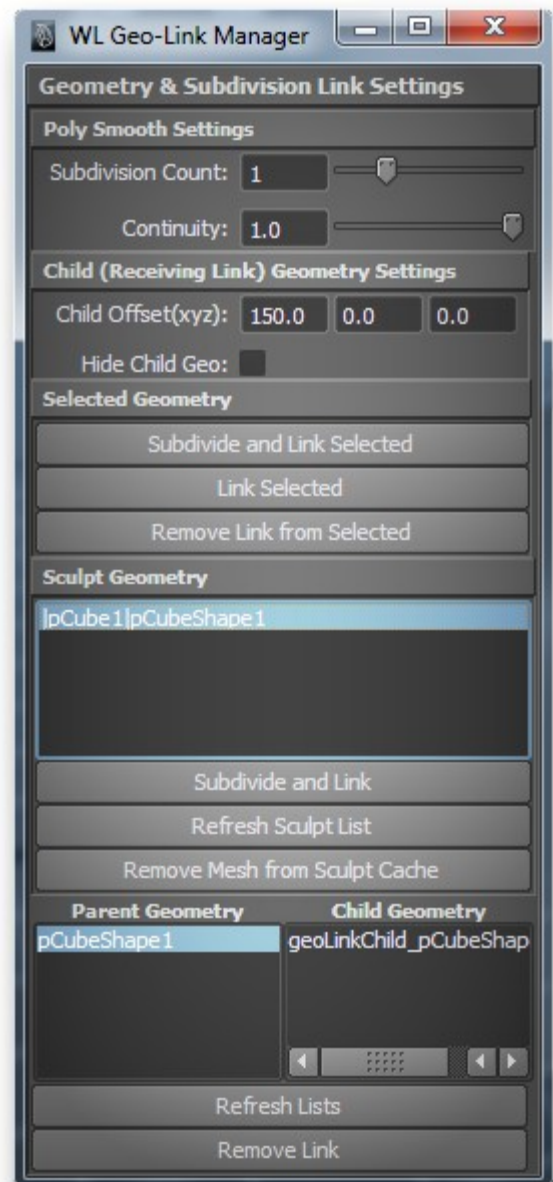 WL Geo-Link Manager
Geometry & Subdivision Link Settings
Poly Smooth Settings
Subdivision Count: 1
Continuity: 1.0
Child (Receiving Link) Geometry Settings
Child Offset(xyz): 150.0 0.0 0.0
Hide Child Geo:
Selected Geometry
Subdivide and Link Selected
Link Selected
Remove Link from Selected
Sculpt Geometry
|pCube1|pCubeShape1
Subdivide and Link
Refresh Sculpt List
Remove Mesh from Sculpt Cache
Parent Geometry Child Geometry
pCubeShape1 geoLinkChild_pCubeShap
Refresh Lists
Remove Link